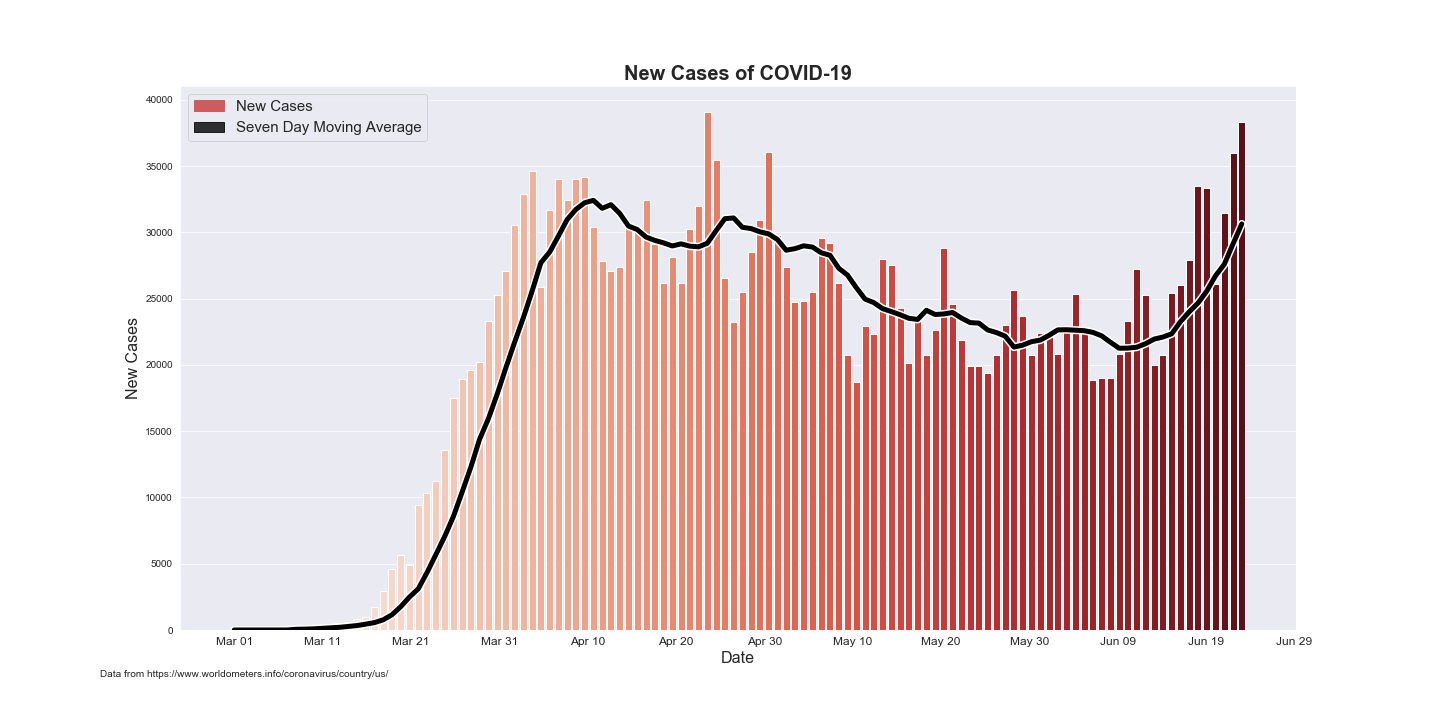 New Cases of COVID-19
New Cases
Seven Day Moving Average
40000
35000
30000
25000
20000
15000
10000
5000
0
New Cases
Mar 01 Mar 11 Mar 21 Mar 31 Apr 10 Apr 20 Apr 30 May 10 May 20 May 30 Jun 09 Jun 19 Jun 29
Date
Data from https://www.worldometers.info/coronavirus/country/us/